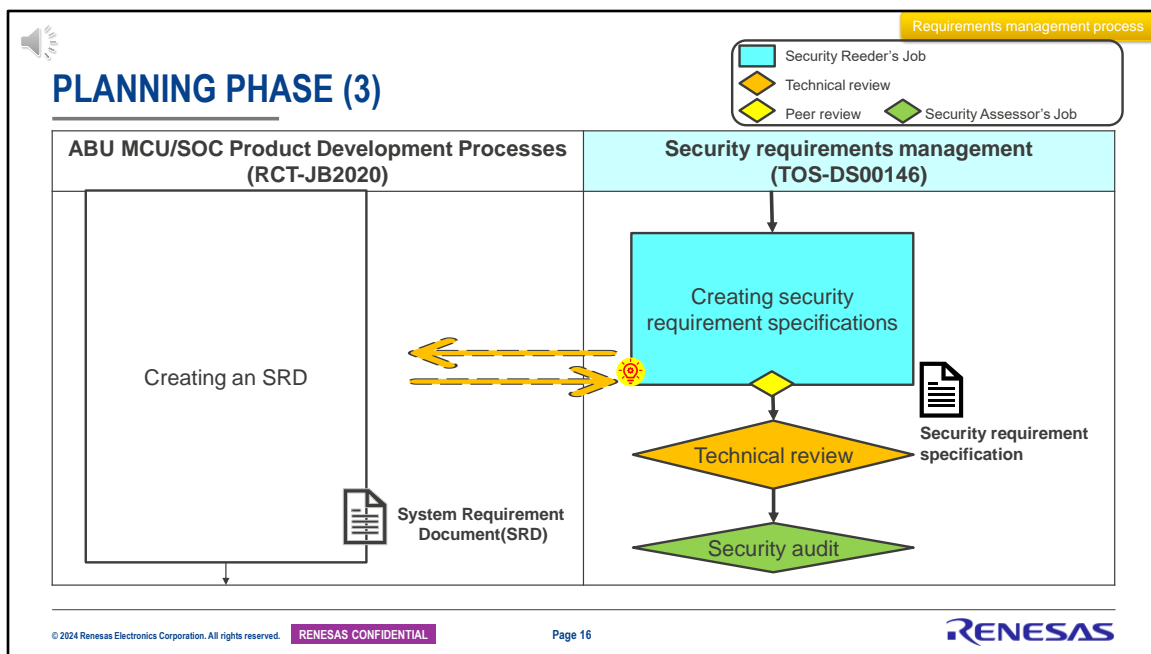 Requirements management process
Security Reeder's Job
Technical review
Peer review
Security Assessor's Job
PLANNING PHASE (3)
ABU MCU/SOC Product Development Processes
(RCT-JB2020)
Security requirements management
(TOS-DS00146)
Creating security
requirement specifications
Creating an SRD
Security requirement
specification
Technical review
System Requirement
Document(SRD)
Security audit
© 2024 Renesas Electronics Corporation. All rights reserved.
RENESAS CONFIDENTIAL
Page 16
RENESAS